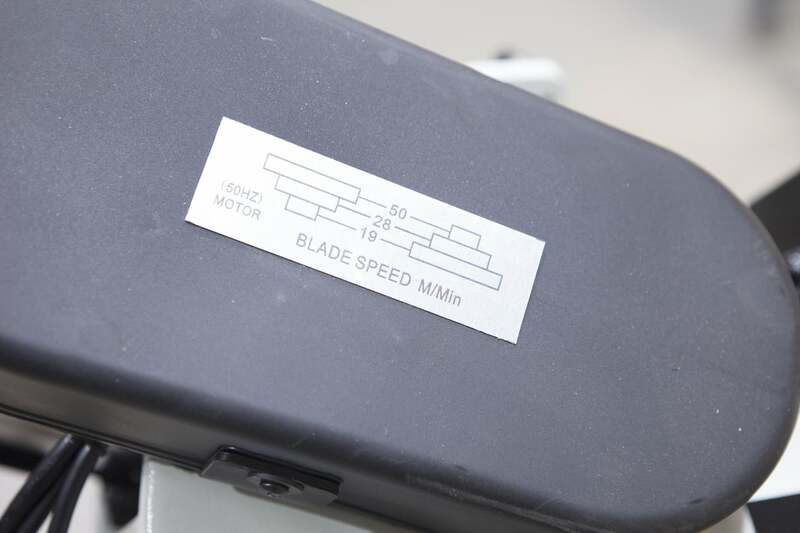 (50HZ)
MOTOR
50
28
19
BLADE SPEED M/Min